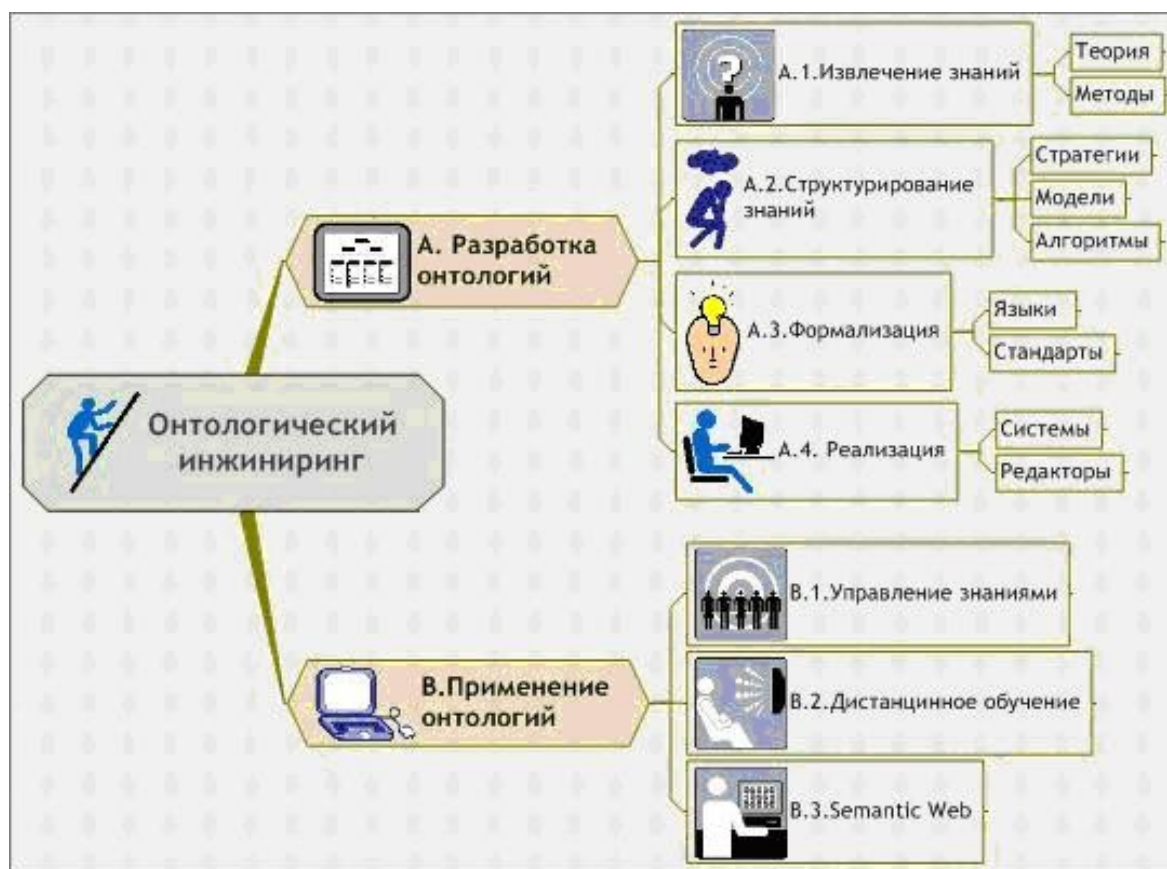 Онтологический
инжиниринг
A. Разработка
онтологий
A.1.Извлечение знаний
Теория
Методы
A.2.Структурирование
знаний
Стратегии
Модели
Алгоритмы
A.3.Формализация
Языки
Стандарты
A.4. Реализация
Системы
Редакторы
B.Применение
онтологий
B.1.Управление знаниями
B.2.Дистанцинное обучение
B.3.Semantic Web